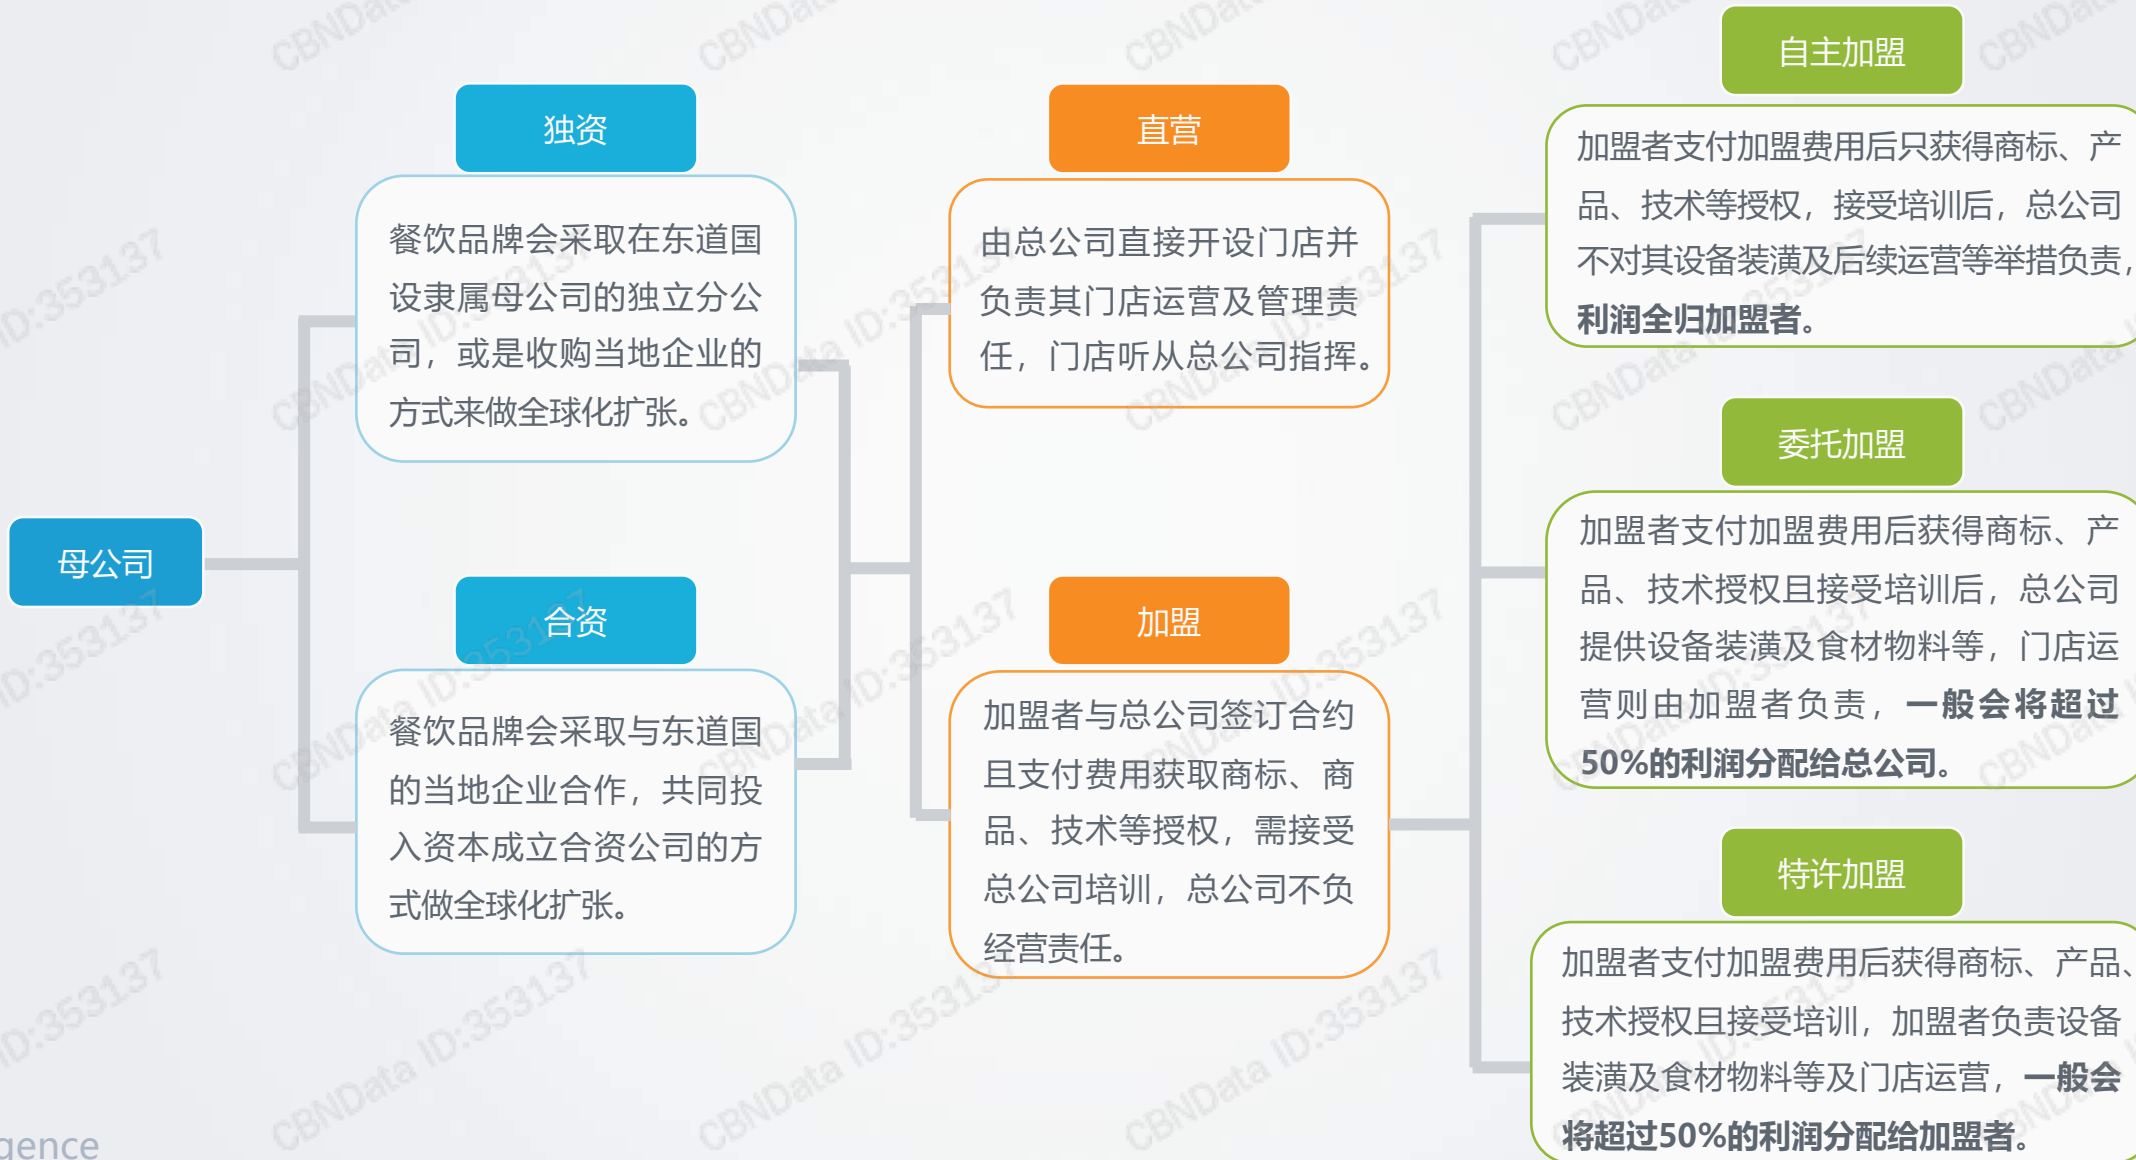 母公司
独资
餐饮品牌会采取在东道国
设隶属母公司的独立分公
司，或是收购当地企业的
方式来做全球化扩张。
合资
餐饮品牌会采取与东道国
的当地企业合作，共同投
入资本成立合资公司的方
式做全球化扩张。
直营
由总公司直接开设门店并
负责其门店运营及管理责
任，门店听从总公司指挥。
加盟
加盟者与总公司签订合约
且支付费用获取商标、商
品、技术等授权，需接受
总公司培训，总公司不负
经营责任。
自主加盟
加盟者支付加盟费用后只获得商标、产
品、技术等授权，接受培训后，总公司
不对其设备装潢及后续运营等举措负责，
利润全归加盟者。
委托加盟
加盟者支付加盟费用后获得商标、产
品、技术授权且接受培训后，总公司
提供设备装潢及食材物料等，门店运
营则由加盟者负责，一般会将超过
50%的利润分配给总公司。
特许加盟
加盟者支付加盟费用后获得商标、产品、
技术授权且接受培训，加盟者负责设备
装潢及食材物料等及门店运营，一般会
将超过50%的利润分配给加盟者。
gence
CBNData ID:353137